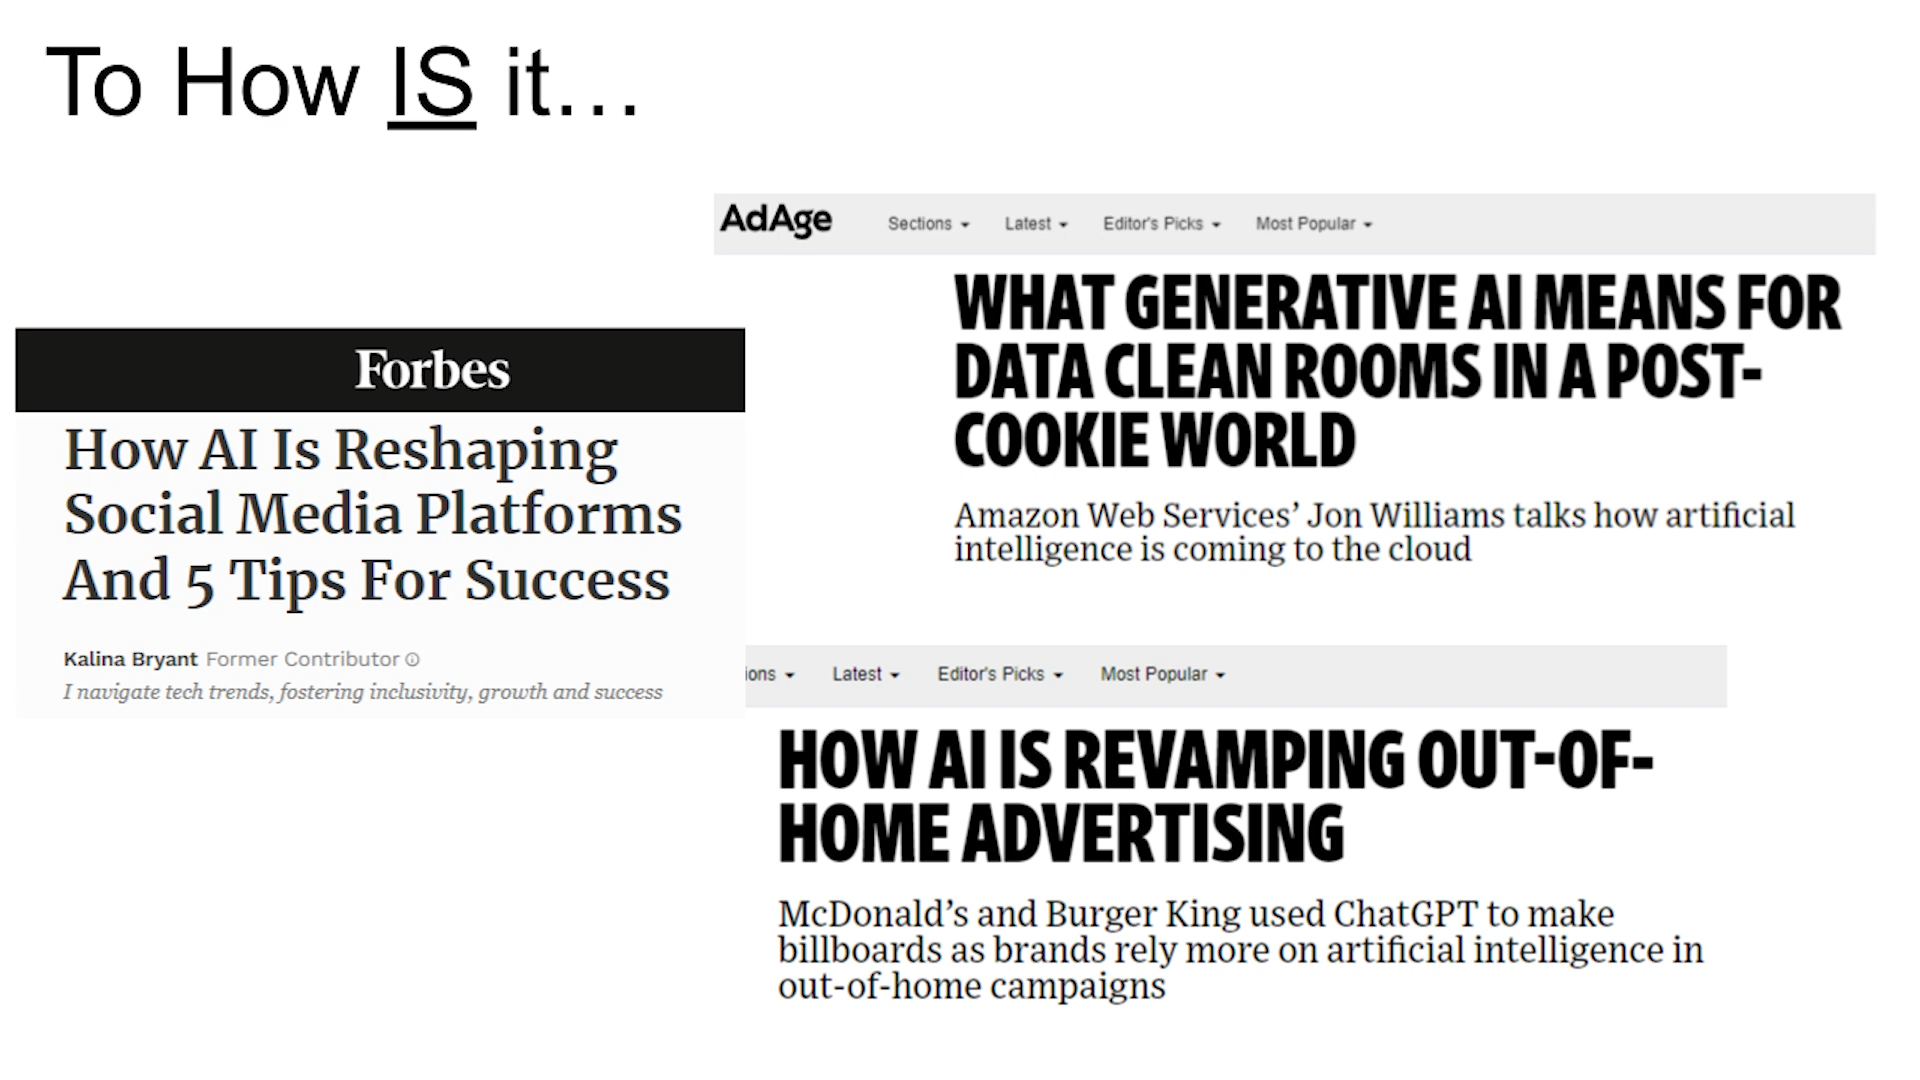 To How IS it…
Forbes
How AI Is Reshaping
Social Media Platforms
And 5 Tips For Success
Kalina Bryant Former Contributor
I navigate tech trends, fostering inclusivity, growth and success
AdAge Sections Latest Editor's Picks Most Popular
WHAT GENERATIVE AI MEANS FOR
DATA CLEAN ROOMS IN A POST-
COOKIE WORLD
Amazon Web Services’ Jon Williams talks how artificial
intelligence is coming to the cloud
ions Latest Editor's Picks Most Popular
HOW AI IS REVAMPING OUT-OF-
HOME ADVERTISING
McDonald’s and Burger King used ChatGPT to make
billboards as brands rely more on artificial intelligence in
out-of-home campaigns